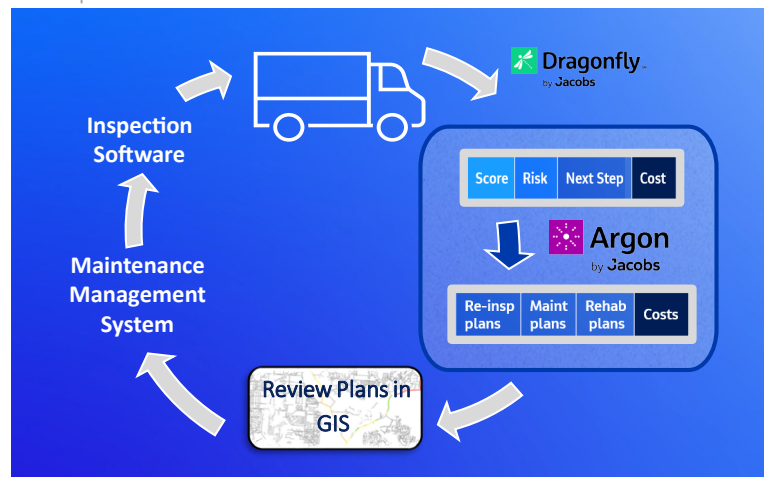 Dragonfly
by Jacobs
Inspection
Software
Score Risk Next Step Cost
Argon
by Jacobs
Maintenance
Management
System
Re-insp
plans
Maint
plans
Rehab
plans
Costs
Review Plans in
GIS